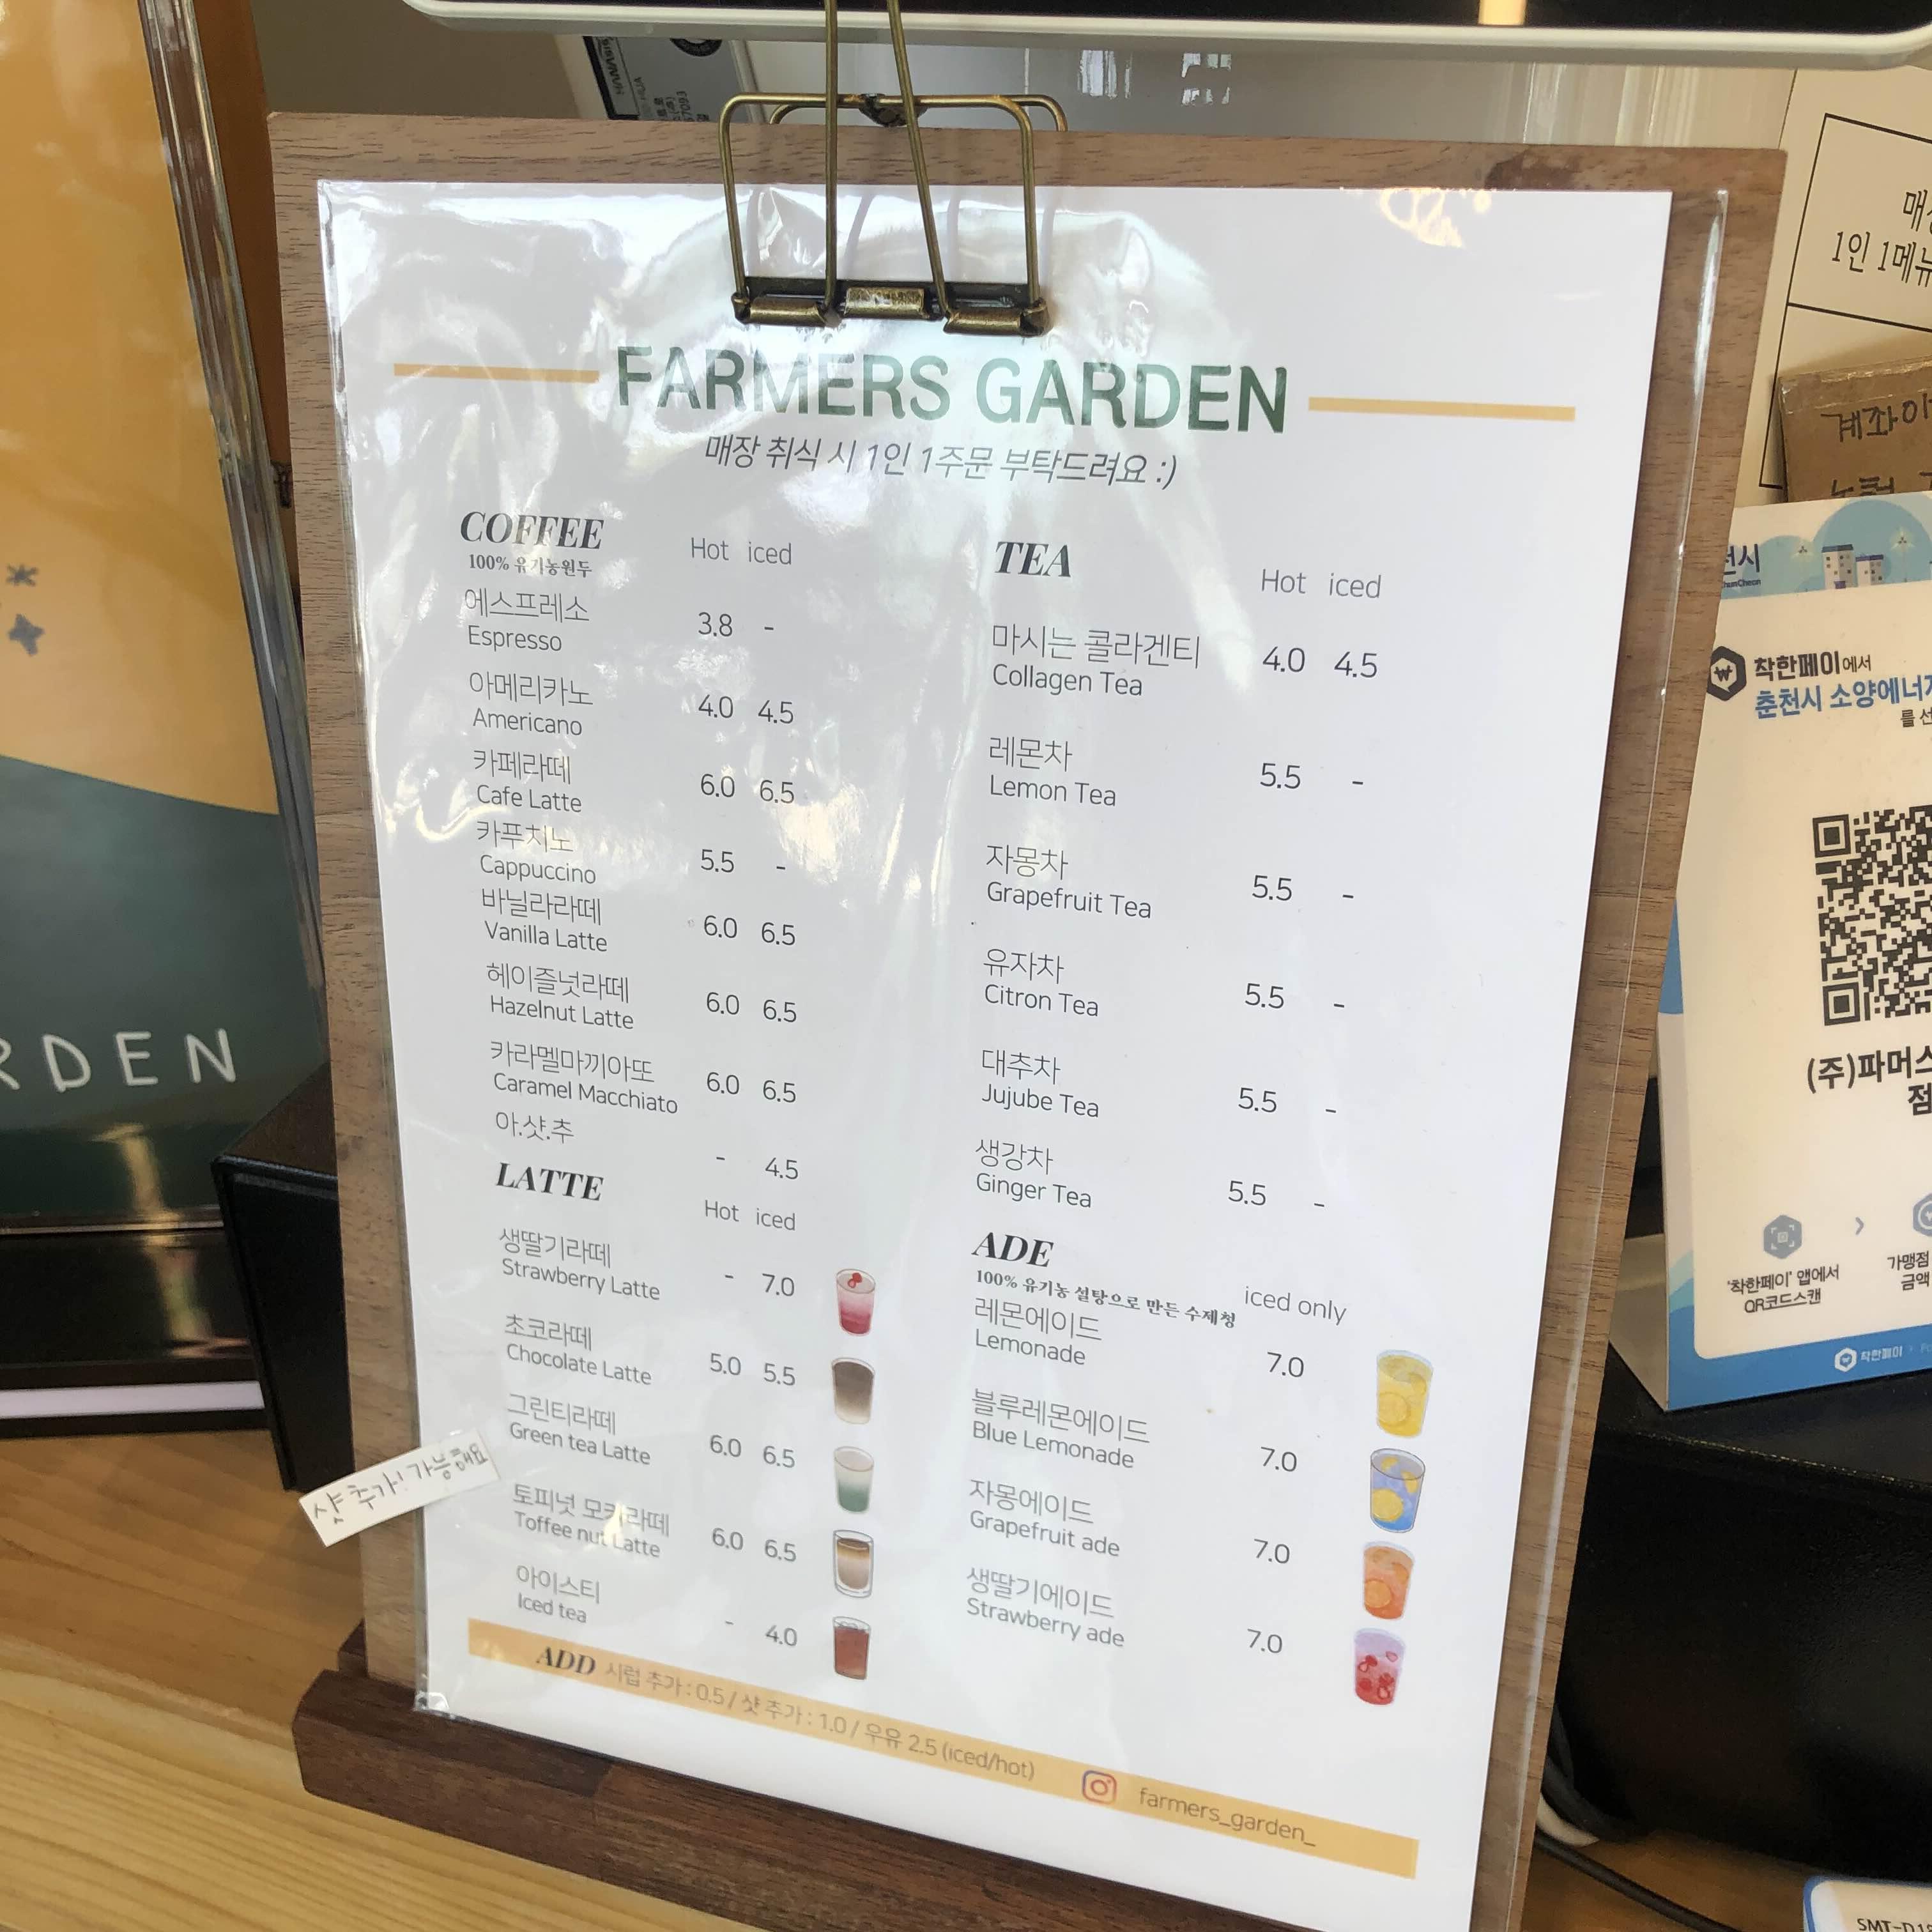 FARMERS GARDEN
매장 취식 시 1인 1주문 부탁드려요 :)
COFFEE Hot iced
100% 유기농원두
에스프레소
Espresso 3.8 -
아메리카노
Americano 4.0 4.5
카페라떼
Cafe Latte 6.0 6.5
카푸치노
Cappuccino 5.5 -
바닐라라떼
Vanilla Latte 6.0 6.5
헤이즐넛라떼
Hazelnut Latte 6.0 6.5
카라멜마끼아또
Caramel Macchiato 6.0 6.5
아.샷.추
- 4.5
LATTE Hot iced
생딸기라떼
Strawberry Latte - 7.0
초코라떼
Chocolate Latte 5.0 5.5
그린티라떼
Green tea Latte 6.0 6.5
토피넛 모카라떼
Toffee nut Latte 6.0 6.5
아이스티
Iced tea - 4.0
샷 추가! 가능해요
TEA Hot iced
마시는 콜라겐티
Collagen Tea 4.0 4.5
레몬차
Lemon Tea 5.5 -
자몽차
Grapefruit Tea 5.5 -
유자차
Citron Tea 5.5 -
대추차
Jujube Tea 5.5 -
생강차
Ginger Tea 5.5 -
ADE iced only
100% 유기농 설탕으로 만든 수제청
레몬에이드
Lemonade 7.0
블루레몬에이드
Blue Lemonade 7.0
자몽에이드
Grapefruit ade 7.0
생딸기에이드
Strawberry ade 7.0
ADD 시럽 추가 : 0.5 / 샷 추가 : 1.0 / 우유 2.5 (iced/hot)
farmers_garden_
RDEN
1인 1메뉴
계좌이
천시
착한페이에서
춘천시 소양에너지
를 선
(주)파머스
점
'착한페이' 앱에서
QR코드스캔
가맹점
금액
착한페이